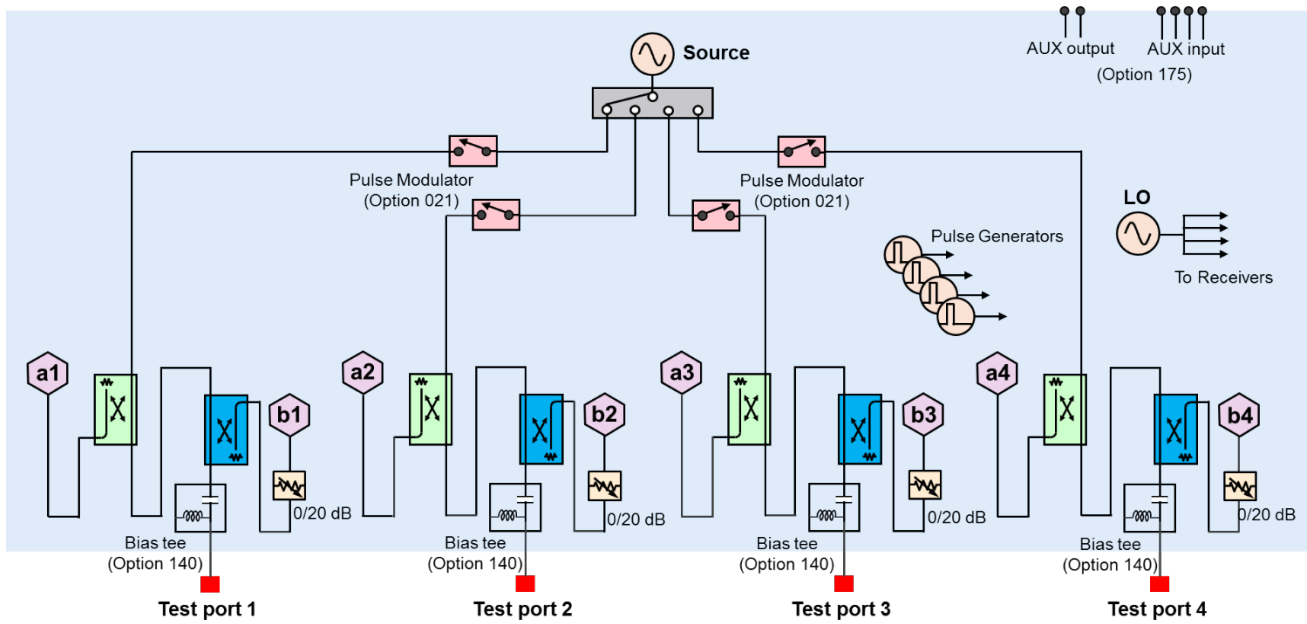 AUX output
AUX input
(Option 175)
Source
Pulse Modulator
(Option 021)
Pulse Modulator
(Option 021)
LO
Pulse Generators
To Receivers
a1
b1
a2
b2
a3
b3
a4
b4
0/20 dB
0/20 dB
0/20 dB
0/20 dB
Bias tee
(Option 140)
Bias tee
(Option 140)
Bias tee
(Option 140)
Bias tee
(Option 140)
Test port 1
Test port 2
Test port 3
Test port 4